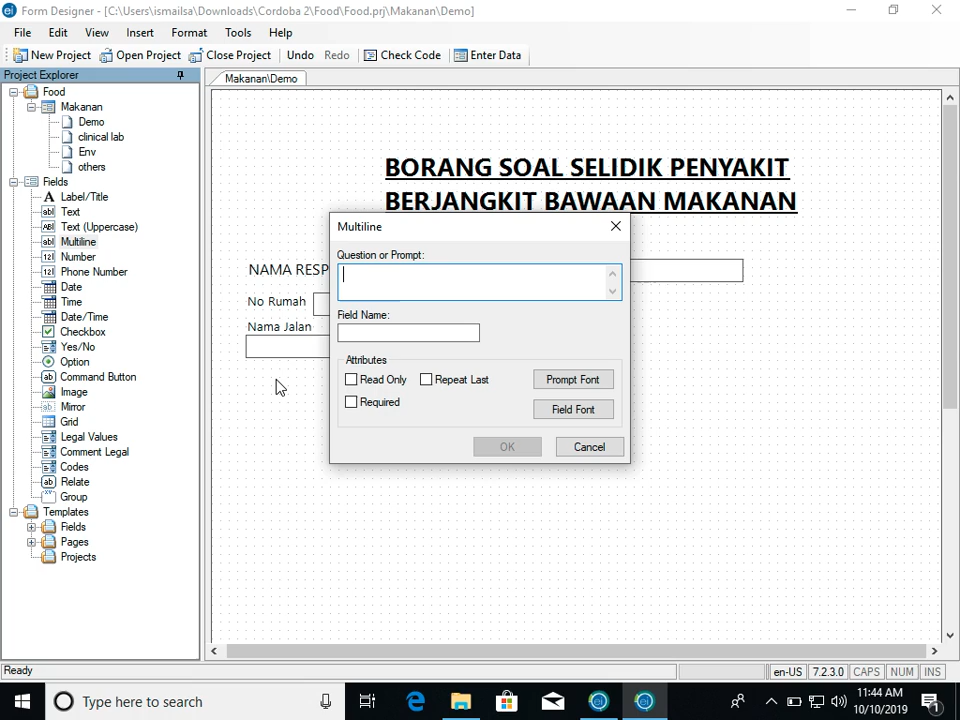 Form Designer - [C:\Users\ismailsa\Downloads\Cordoba 2\Food\Food.prj\Makanan\Demo]
File Edit View Insert Format Tools Help
New Project Open Project Close Project Undo Redo Check Code Enter Data
Project Explorer
Makanan\Demo
Food
Makanan
Demo
clinical lab
Env
others
Fields
Label/Title
Text
Text (Uppercase)
Multiline
Number
Phone Number
Date
Time
Date/Time
Checkbox
Yes/No
Option
Command Button
Image
Mirror
Grid
Legal Values
Comment Legal
Codes
Relate
Group
Templates
Fields
Pages
Projects
BORANG SOAL SELIDIK PENYAKIT
BERJANGKIT BAWAAN MAKANAN
NAMA RESP
No Rumah
Nama Jalan
Multiline
Question or Prompt:
Field Name:
Attributes
Read Only Repeat Last Prompt Font
Required Field Font
OK Cancel
Ready en-US 7.2.3.0 CAPS NUM INS
Type here to search
11:44 AM
10/10/2019
1